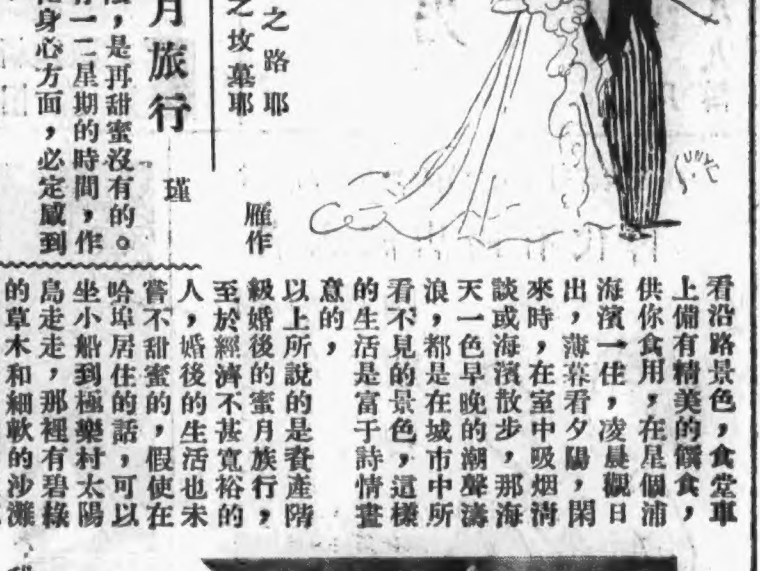 SUNYC
之路耶
之坟墓耶
雁作
月旅行
瑾
，是再甜蜜沒有的。
一二星期的時間，作
身心方面，必定感到
看沿路景色，食堂車
上備有精美的饌食，
供你食用，在星個浦
海濱一住，凌晨觀日
出，薄暮看夕陽，閑
來時，在室中吸烟清
談或海濱散步，那海
天一色早晚的潮聲濤
浪，都是在城市中所
看不見的景色，這樣
的生活是富于詩情畫
意的，
以上所說的是資產階
級婚後的蜜月旅行，
至於經濟不甚寬裕的
人，婚後的生活也未
嘗不甜蜜的，假使在
哈埠居住的話，可以
坐小船到極樂村太陽
島走走，那裡有碧綠
的草木和細軟的沙灘